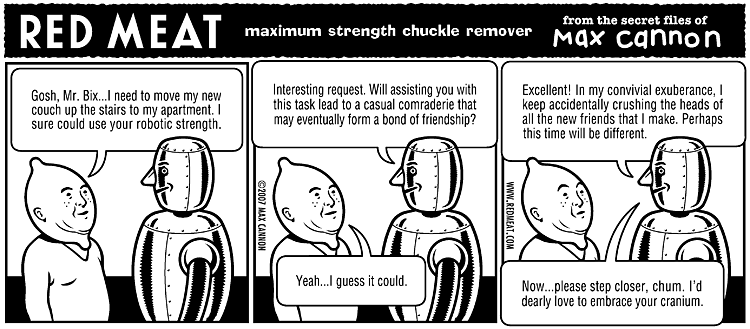 RED MEAT
maximum strength chuckle remover
from the secret files of
Max Cannon
Gosh, Mr. Bix...I need to move my new
couch up the stairs to my apartment. I
sure could use your robotic strength.
Interesting request. Will assisting you with
this task lead to a casual comraderie that
may eventually form a bond of friendship?
©2007 MAX CANNON
Yeah...I guess it could.
Excellent! In my convivial exuberance, I
keep accidentally crushing the heads of
all the new friends that I make. Perhaps
this time will be different.
WWW.REDMEAT.COM
Now...please step closer, chum. I'd
dearly love to embrace your cranium.